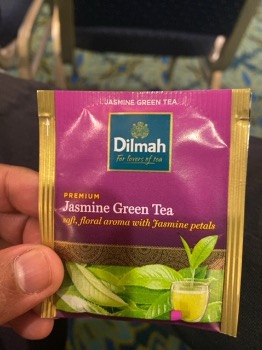 JASMINE GREEN TEA
Dilmah
For lovers of tea
PREMIUM
Jasmine Green Tea
soft, floral aroma with Jasmine petals